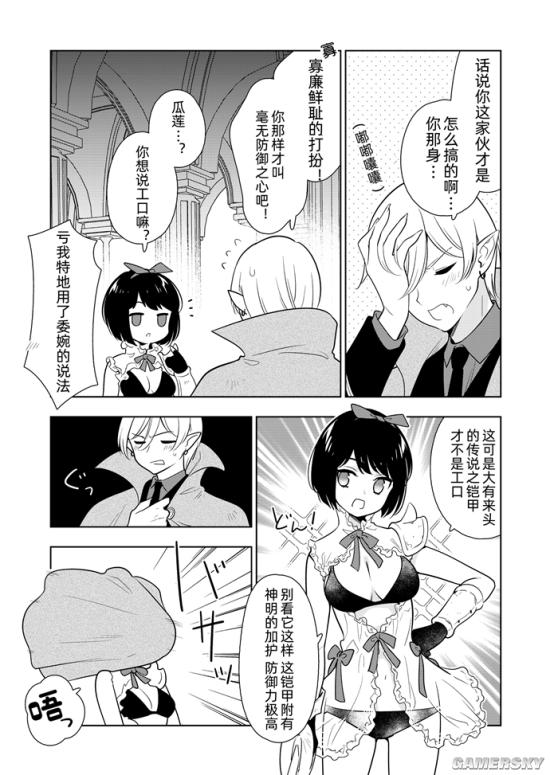 话说你这家伙才是
怎么搞的啊…
你那身…
(嘟嘟囔囔)
寡
寡廉鲜耻的打扮！
你那样才叫
毫无防御之心吧！
瓜莲…？
你想说工口嘛？
亏我特地用了委婉的说法
这可是大有来头
的传说之铠甲
才不是工口
どん！
别看它这样 这铠甲附有
神明的加护 防御力极高
唔っ
GAMERSKY